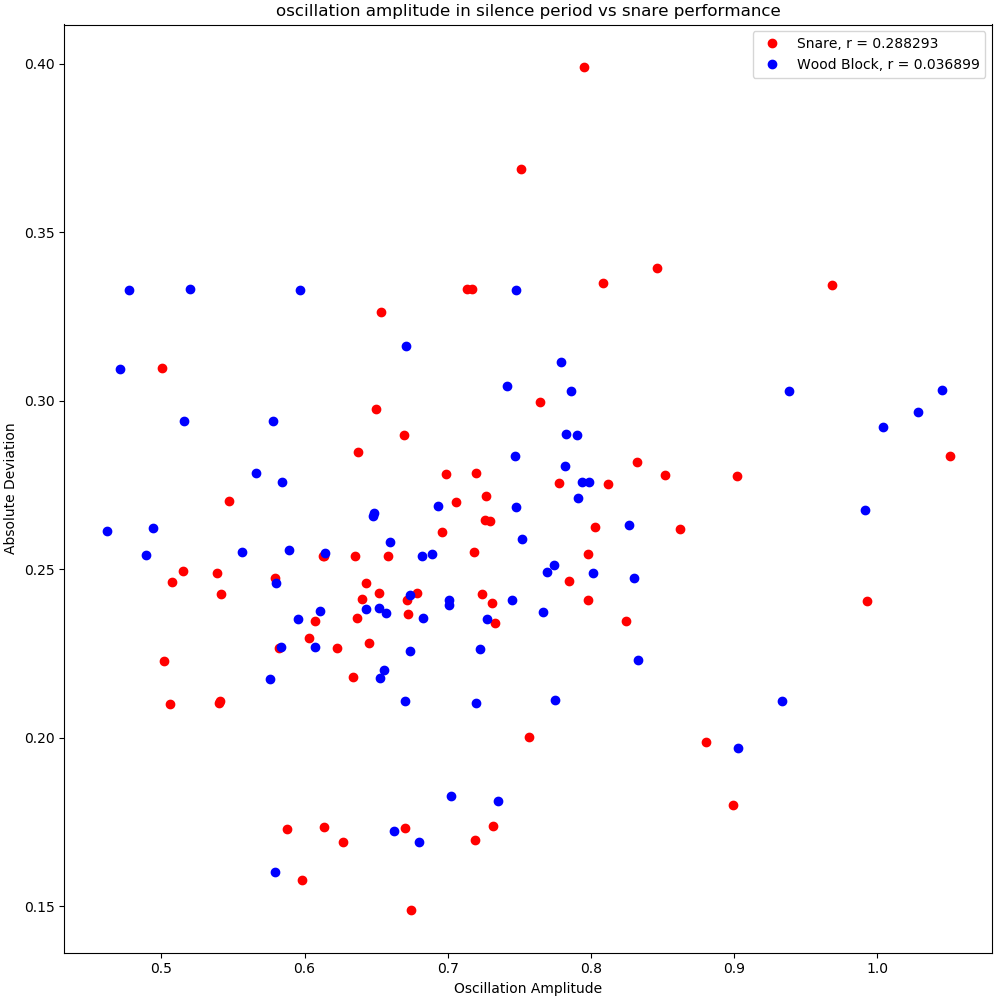 oscillation amplitude in silence period vs snare performance
Snare, r = 0.288293
Wood Block, r = 0.036899
0.40
0.35
0.30
0.25
0.20
0.15
Absolute Deviation
0.5 0.6 0.7 0.8 0.9 1.0
Oscillation Amplitude